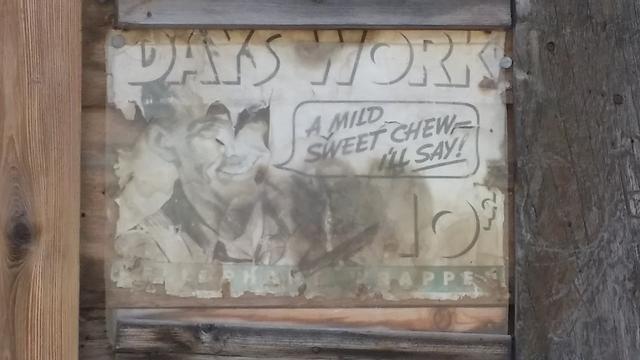 DAYS WORK
A MILD
SWEET CHEW—
I'LL SAY!
10¢